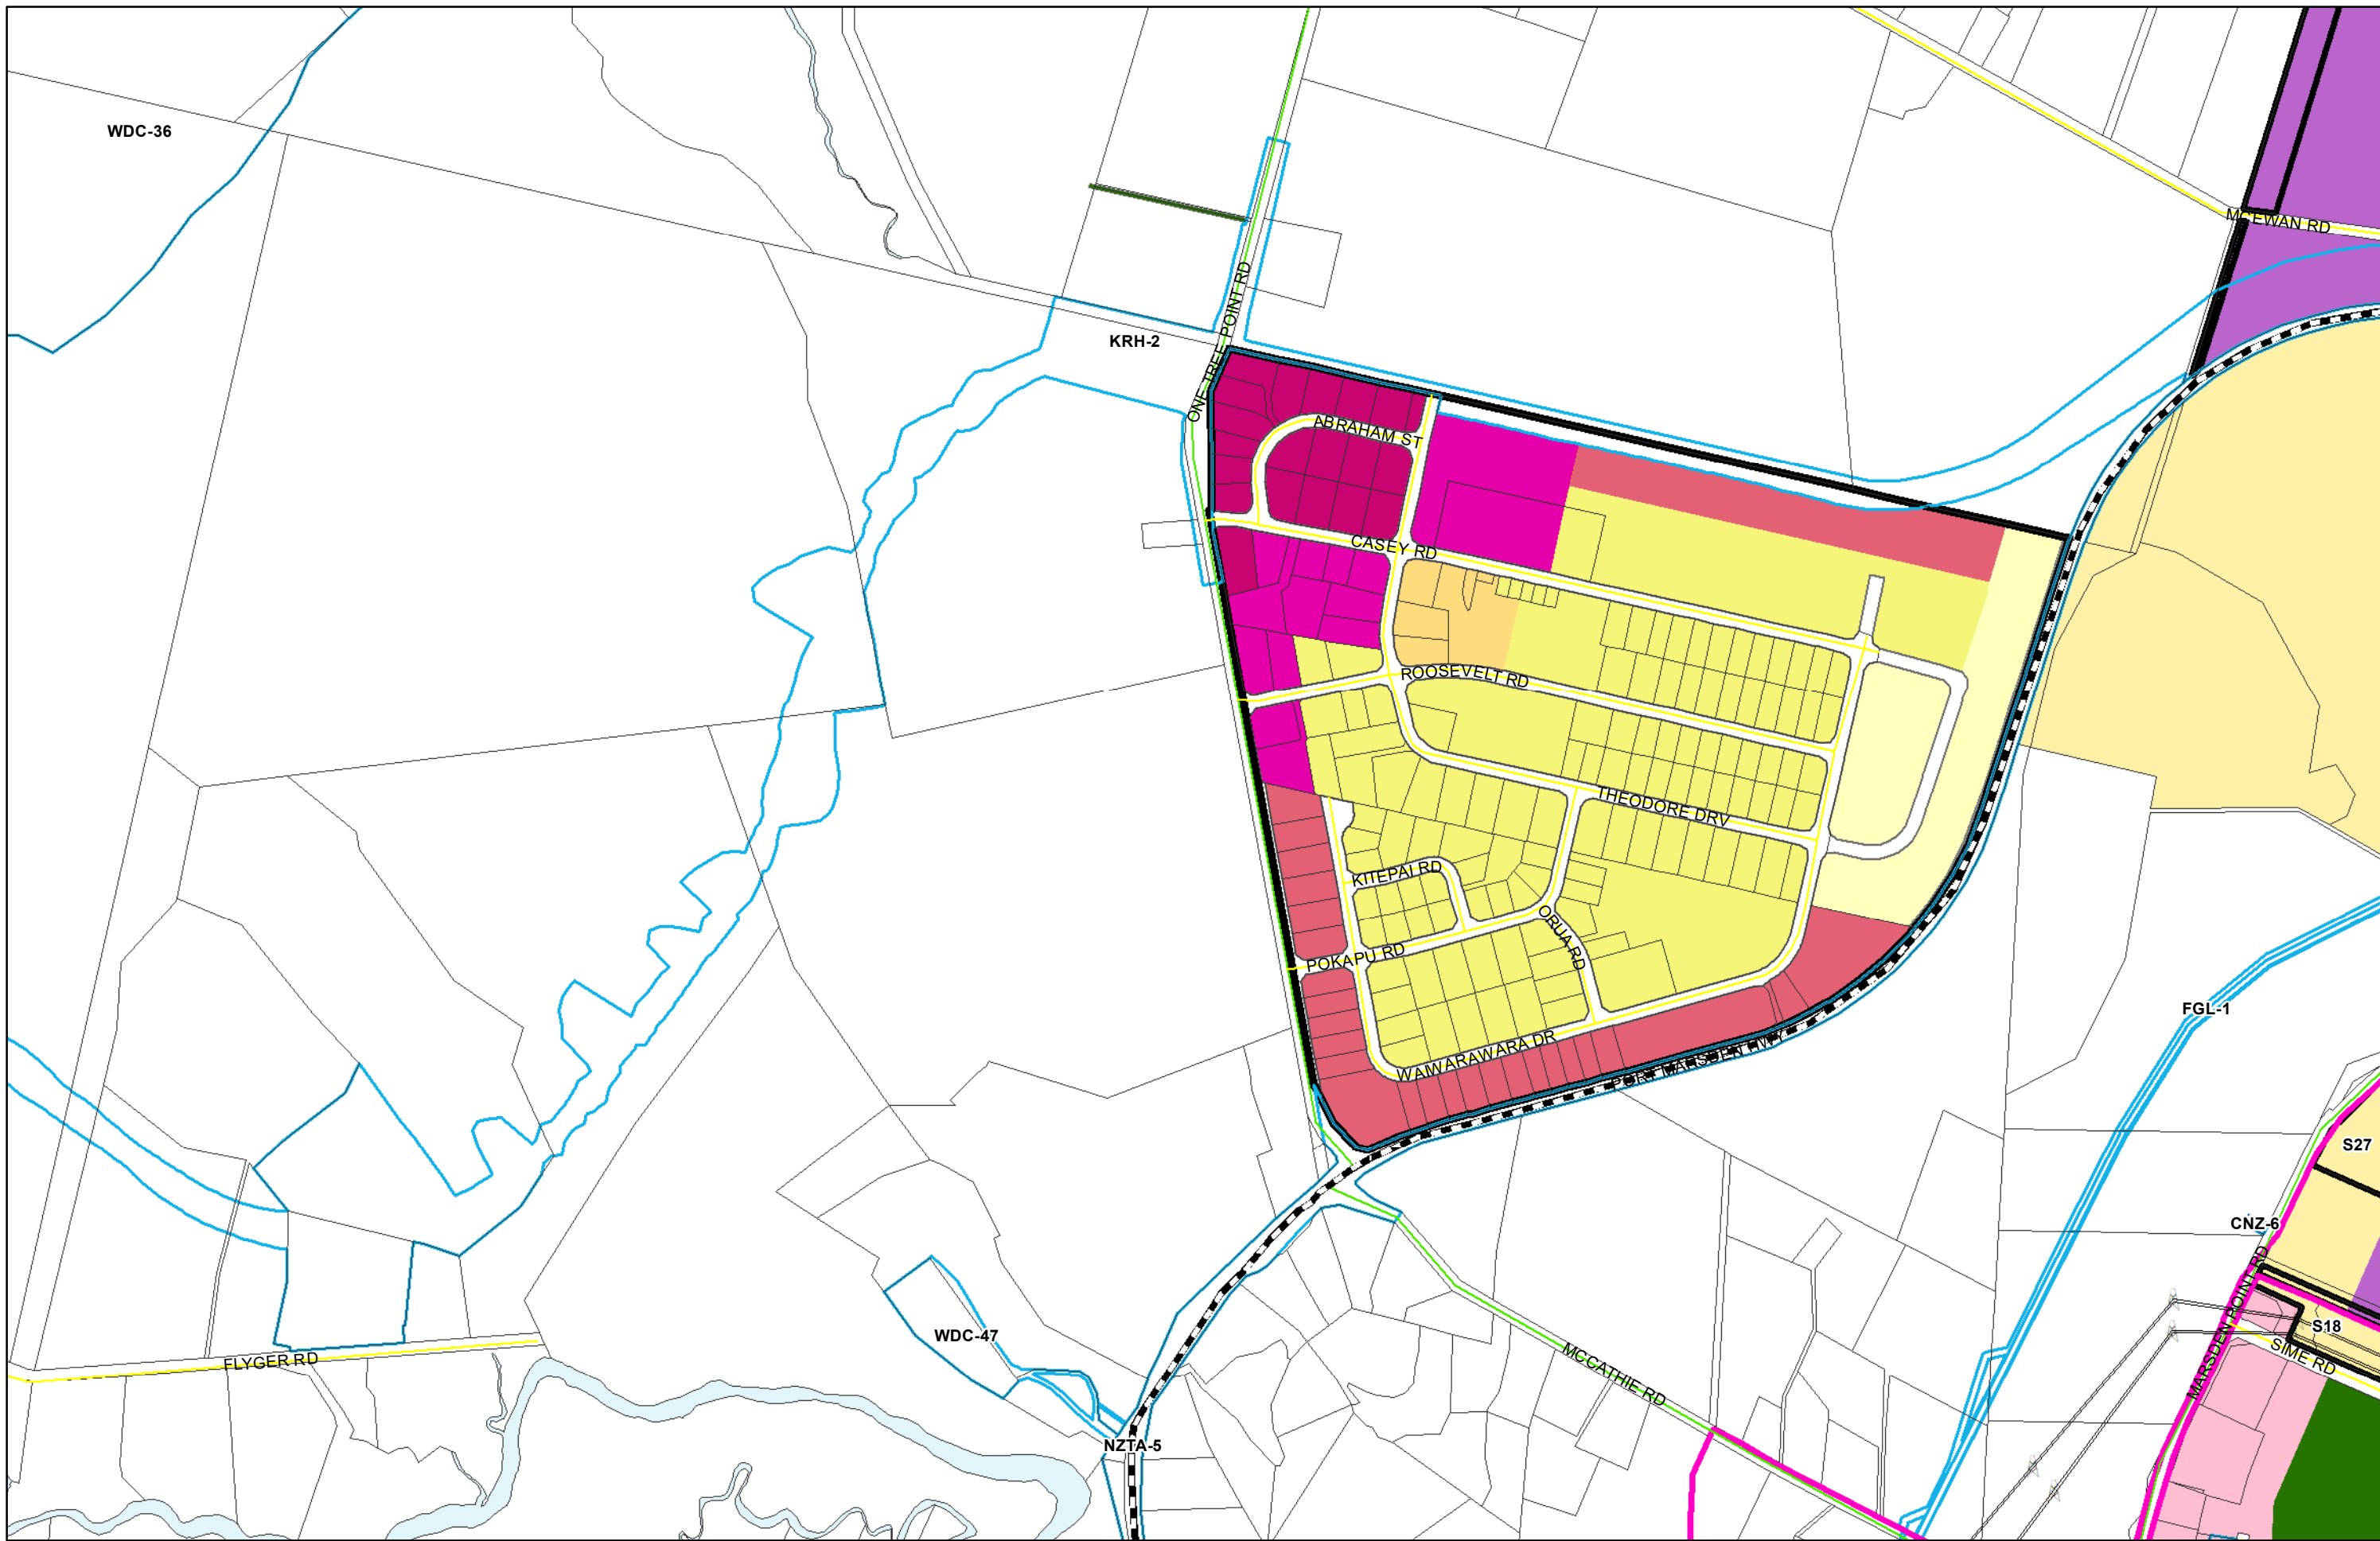 WDC-36
MCEWAN RD
ONE TREE POINT RD
KRH-2
ABRAHAM ST
CASEY RD
ROOSEVELT RD
THEODORE DRV
KITEPAI RD
ORUA RD
POKAPU RD
WAIWARAWARA DR
PORT MARSDEN HWY
FGL-1
S27
CNZ-6
MARSDEN POINT RD
S18
SIME RD
WDC-47
FLYGER RD
MCCATHIE RD
NZTA-5